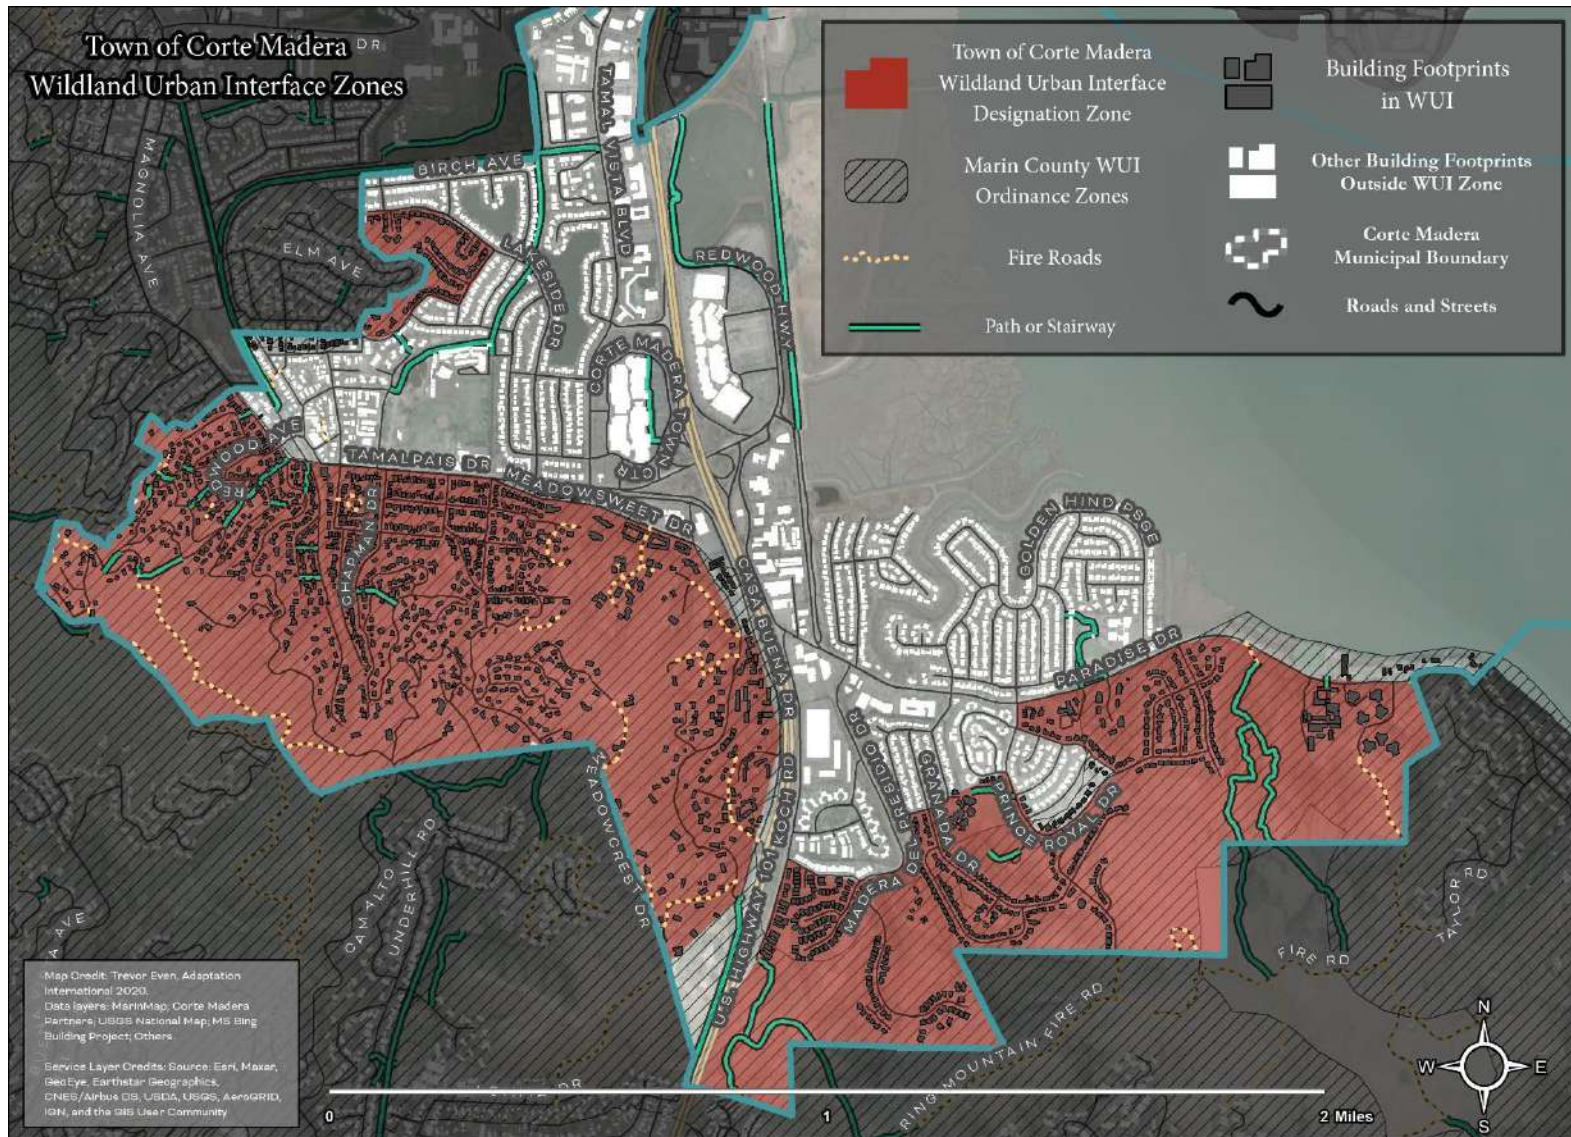 Town of Corte Madera
Wildland Urban Interface Zones
DR
Town of Corte Madera
Wildland Urban Interface
Designation Zone
Marin County WUI
Ordinance Zones
Fire Roads
Path or Stairway
Building Footprints
in WUI
Other Building Footprints
Outside WUI Zone
Corte Madera
Municipal Boundary
Roads and Streets
MAGNOLIA AVE
BIRCH AVE
TAMAL VISTA BLVD
ELM AVE
LAKESIDE DR
REDWOOD HWY
CORTE MADERA TOWN CTR
REDWOOD AVE
TAMALPAIS DR
MEADOWSWEET DR
CHAPMAN DR
GOLDEN HIND PSGE
CASA BUENA DR
PARADISE DR
MEADOWCREST DR
KOCH RD
U.S. HIGHWAY 101
MADERA DEL PRESIDIO DR
GRANADA DR
PRINCE ROYAL DR
CAMALTO
UNDERHILL RD
TAYLOR RD
FIRE RD
RING MOUNTAIN FIRE RD
AVE
DR
Map Credit: Trevor Even, Adaptation
International 2020.
Data layers: MarinMap; Corte Madera
Partners; USGS National Map; MS Bing
Building Project; Others
Service Layer Credits: Source: Esri, Maxar,
GeoEye, Earthstar Geographics,
CNES/Airbus DS, USDA, USGS, AeroGRID,
IGN, and the GIS User Community
0
1
2 Miles
N
W
E
S